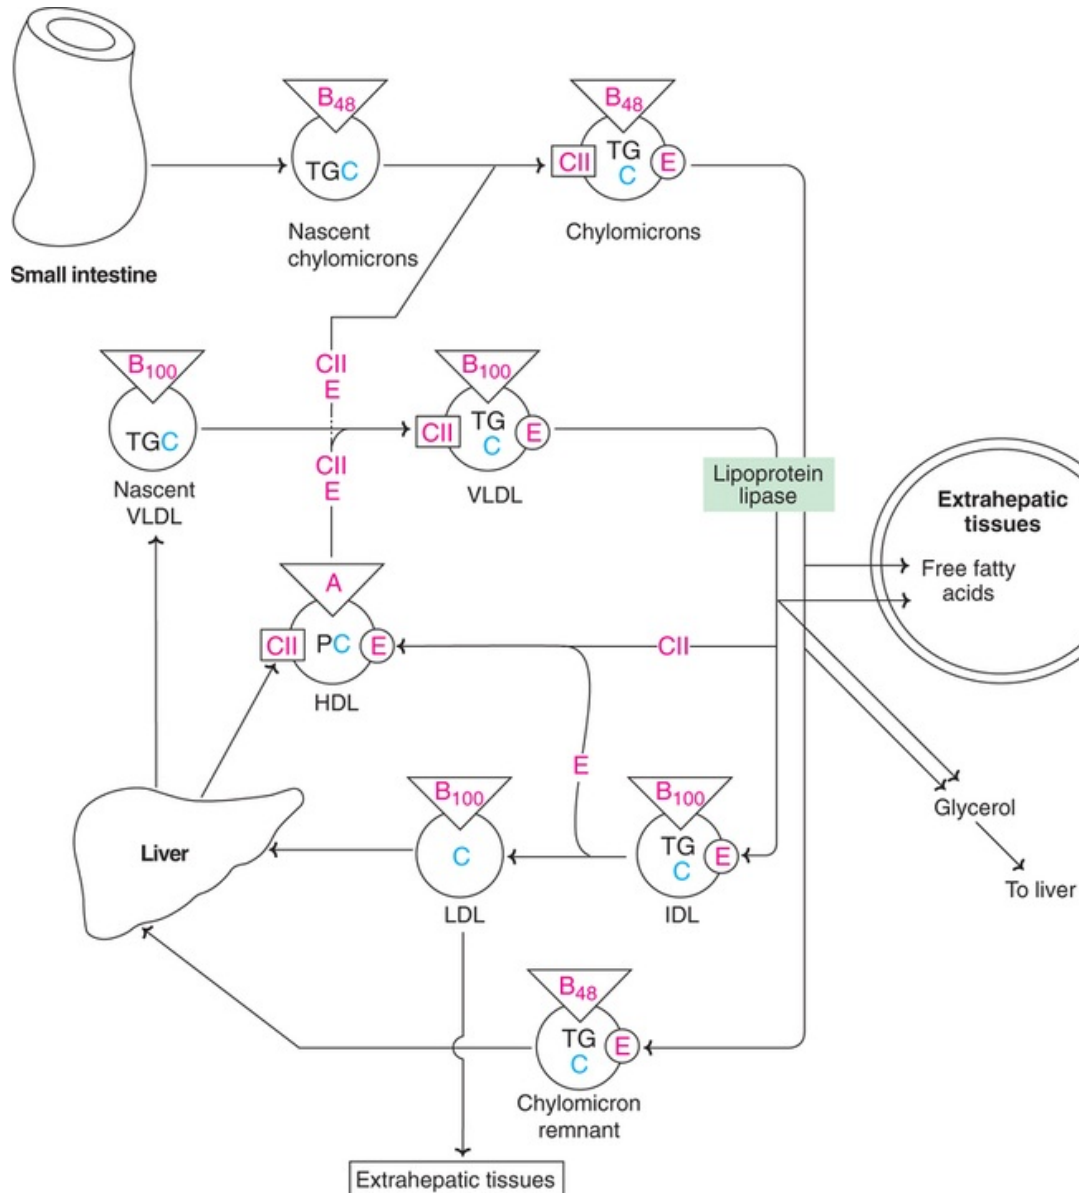 B48
TGC
Nascent
chylomicrons
B48
CII
TG
C
E
Chylomicrons
Small intestine
CII
E
B100
TGC
Nascent
VLDL
B100
CII
TG
C
E
VLDL
CII
E
Lipoprotein
lipase
Extrahepatic
tissues
Free fatty
acids
A
CII
PC
E
HDL
CII
E
Glycerol
To liver
Liver
B100
C
LDL
B100
TG
C
E
IDL
B48
TG
C
E
Chylomicron
remnant
Extrahepatic tissues